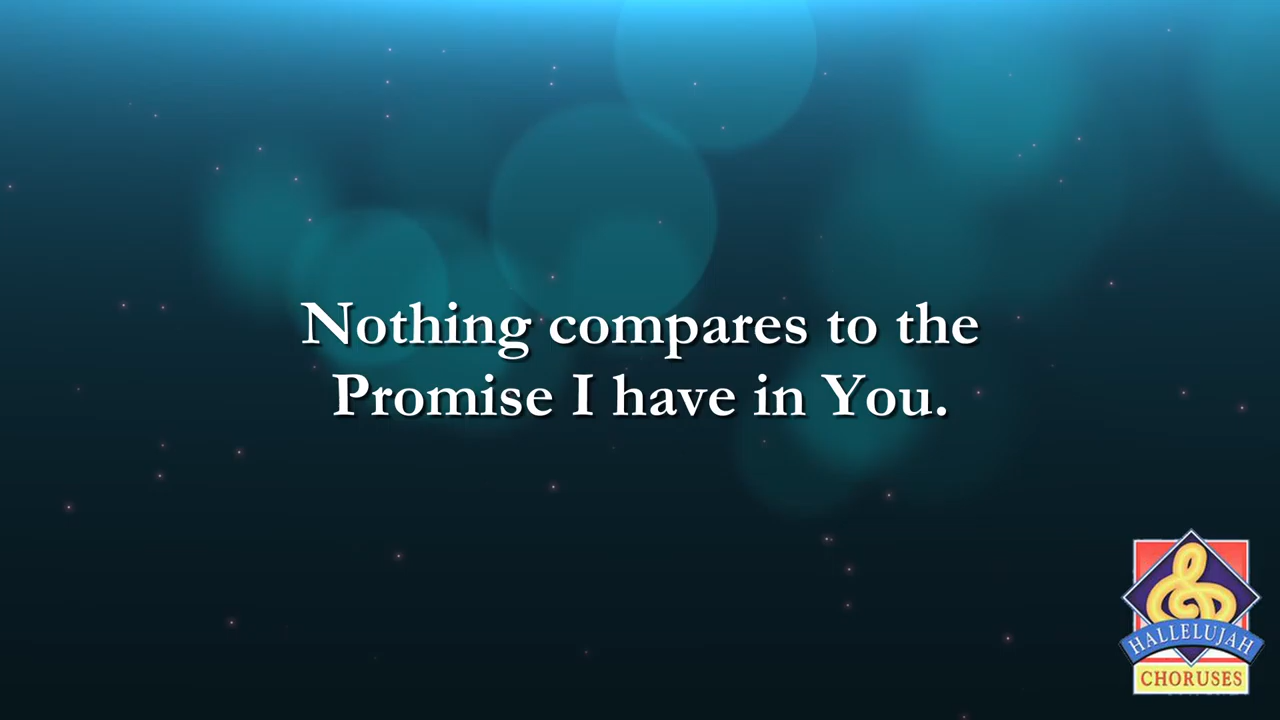 Nothing compares to the
Promise I have in You.
HALLELUJAH
CHORUSES